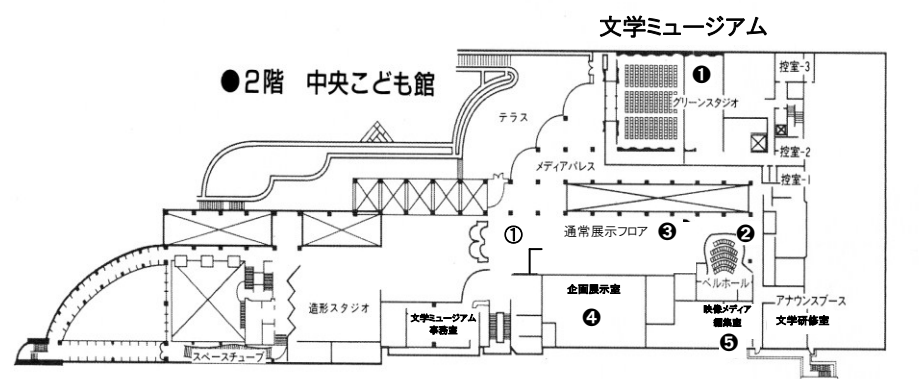 文学ミュージアム
●2階 中央こども館
❶
控室-3
グリーンスタジオ
テラス
控室-2
メディアパレス
控室-1
①
通常展示フロア
❸
❷
ベルホール
企画展示室
造形スタジオ
文学ミュージアム
事務室
❹
映像メディア
編集室
アナウンスブース
文学研修室
❺
スペースチューブ